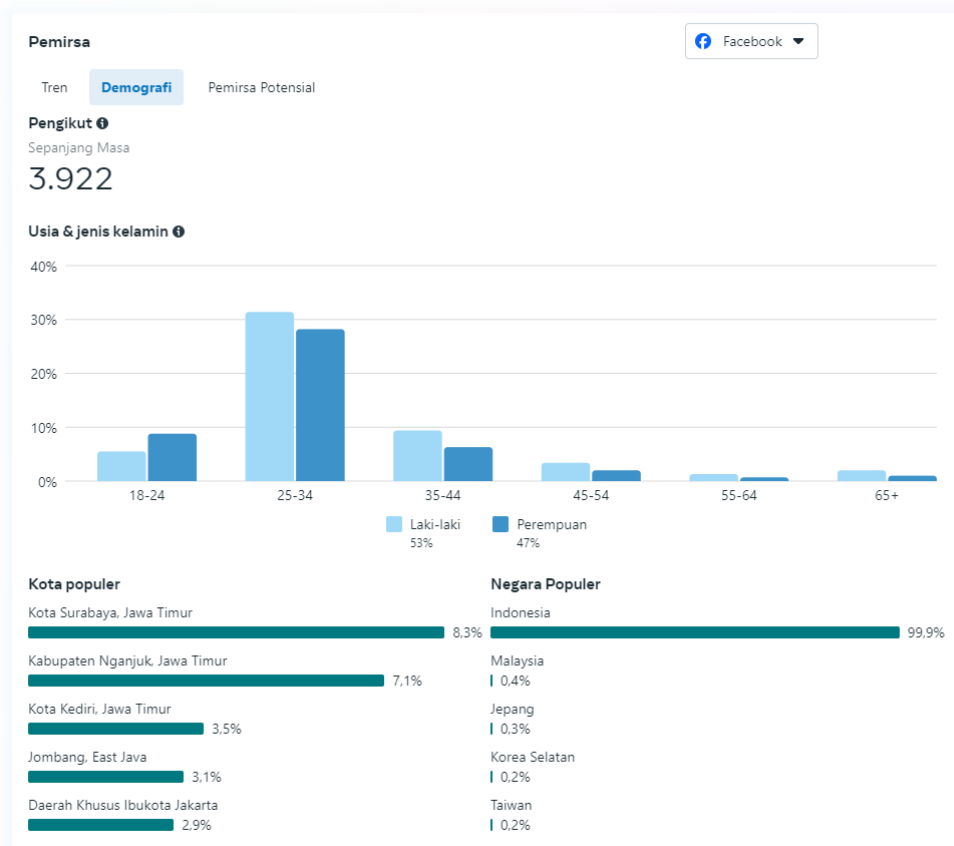 Pemirsa
Facebook
Tren Demografi Pemirsa Potensial
Pengikut
Sepanjang Masa
3.922
Usia & jenis kelamin
40%
30%
20%
10%
0%
18-24 25-34 35-44 45-54 55-64 65+
Laki-laki Perempuan
53% 47%
Kota populer
Kota Surabaya, Jawa Timur
8,3%
Kabupaten Nganjuk, Jawa Timur
7,1%
Kota Kediri, Jawa Timur
3,5%
Jombang, East Java
3,1%
Daerah Khusus Ibukota Jakarta
2,9%
Negara Populer
Indonesia
99,9%
Malaysia
0,4%
Jepang
0,3%
Korea Selatan
0,2%
Taiwan
0,2%